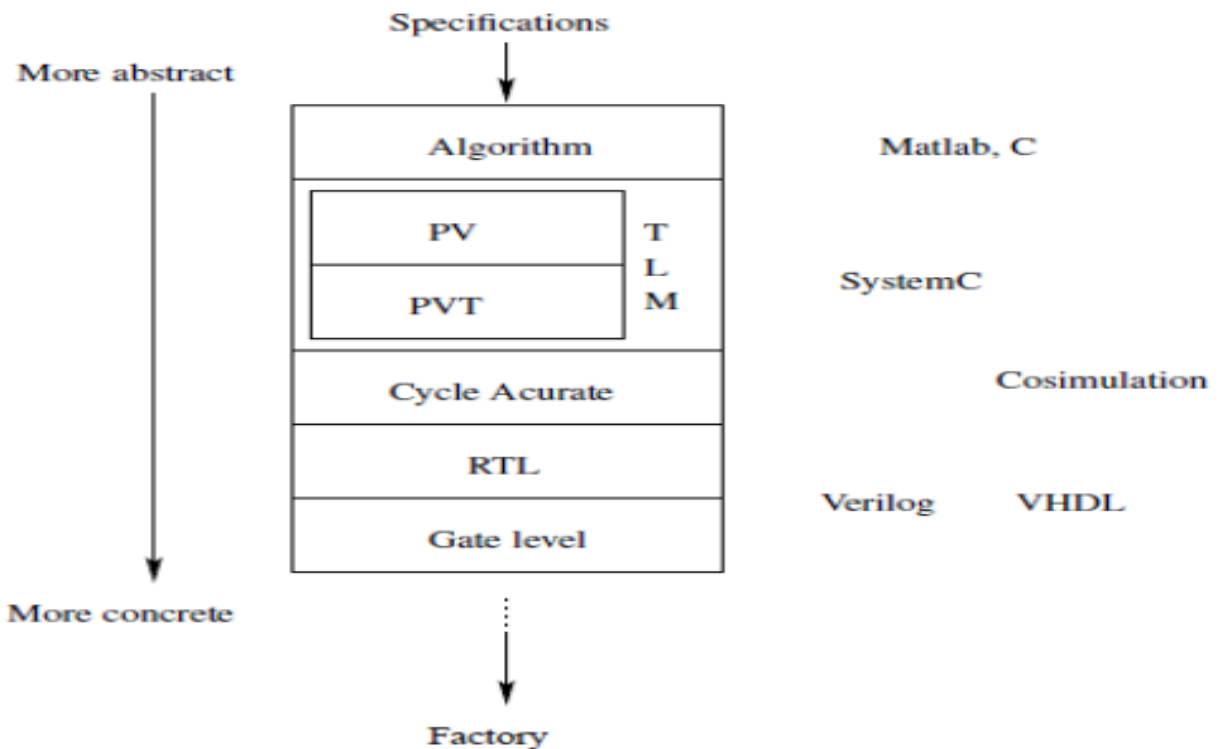 Specifications
More abstract
Algorithm
Matlab, C
PV
PVT
T
L
M
SystemC
Cycle Acurate
Cosimulation
RTL
Verilog
VHDL
Gate level
More concrete
Factory